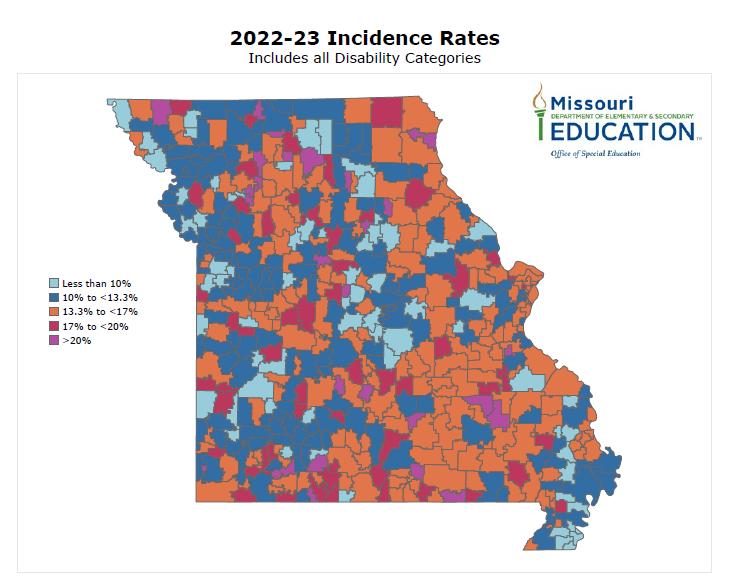 2022-23 Incidence Rates
Includes all Disability Categories
Missouri
DEPARTMENT OF ELEMENTARY & SECONDARY
EDUCATION™
Office of Special Education
Less than 10%
10% to <13.3%
13.3% to <17%
17% to <20%
>20%